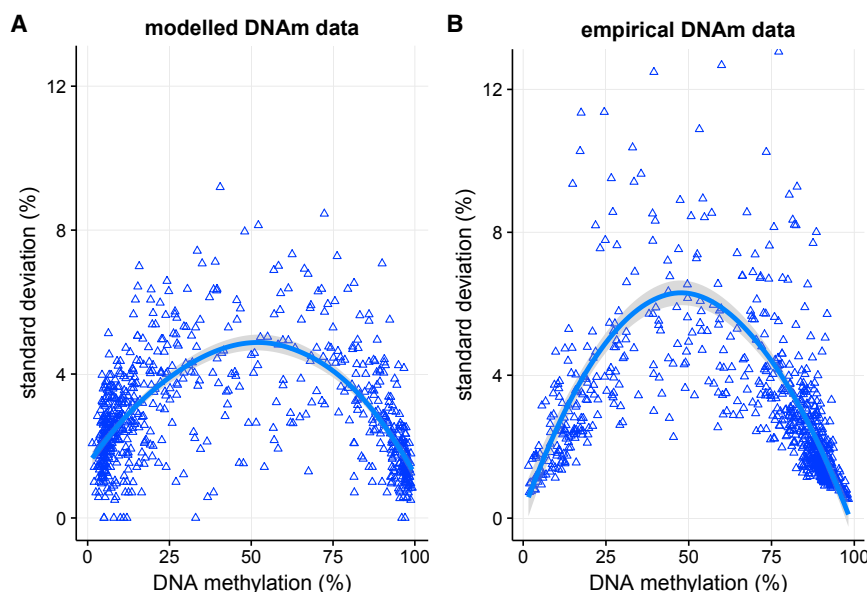 A
modelled DNAm data
standard deviation (%)
12
8
4
0
0
25
50
75
100
DNA methylation (%)
B
empirical DNAm data
standard deviation (%)
12
8
4
0
0
25
50
75
100
DNA methylation (%)